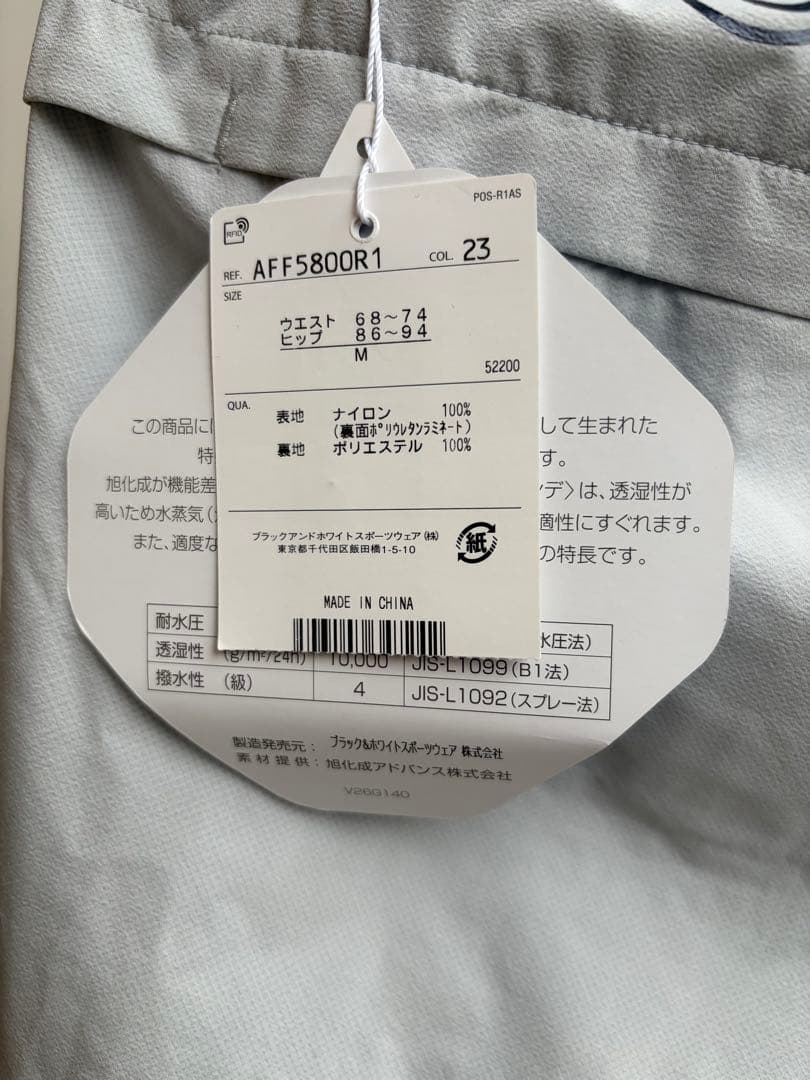 POS-R1AS
RFID
REF. AFF5800R1 COL. 23
SIZE
ウエスト 68~74
ヒップ 86~94
M
52200
QUA.
表地 ナイロン 100%
(裏面ポリウレタンラミネート)
裏地 ポリエステル 100%
ブラックアンドホワイトスポーツウェア(株)
東京都千代田区飯田橋1-5-10
紙
MADE IN CHINA
この商品に して生まれた
特 す。
旭化成が機能差 ンデ〉は、透湿性が
高いため水蒸気( 適性にすぐれます。
また、適度な の特長です。
耐水圧 水圧法)
透湿性 (g/m²/24h) 10,000 JIS-L1099(B1法)
撥水性 (級) 4 JIS-L1092(スプレー法)
製造発売元: ブラック&ホワイトスポーツウェア 株式会社
素材提供: 旭化成アドバンス株式会社
V26G140